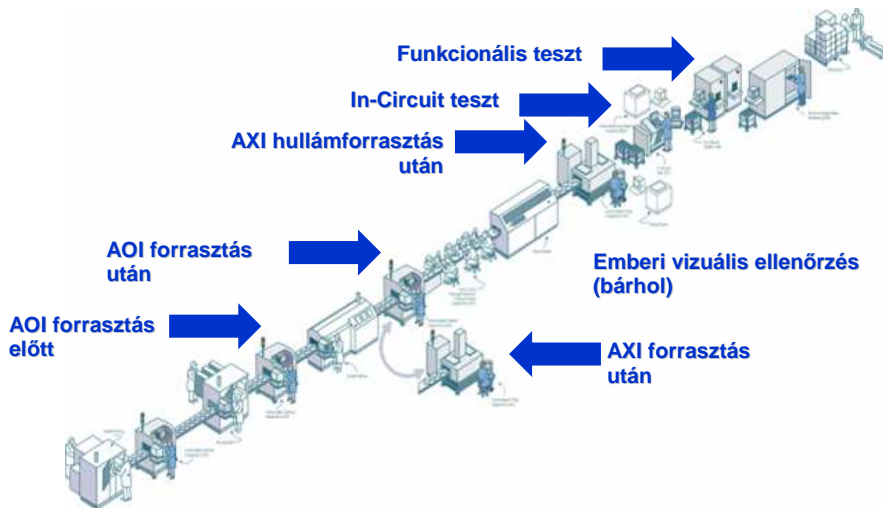 Funkcionális teszt
In-Circuit teszt
AXI hullámforrasztás
után
AOI forrasztás
után
Emberi vizuális ellenőrzés
(bárhol)
AOI forrasztás
előtt
AXI forrasztás
után